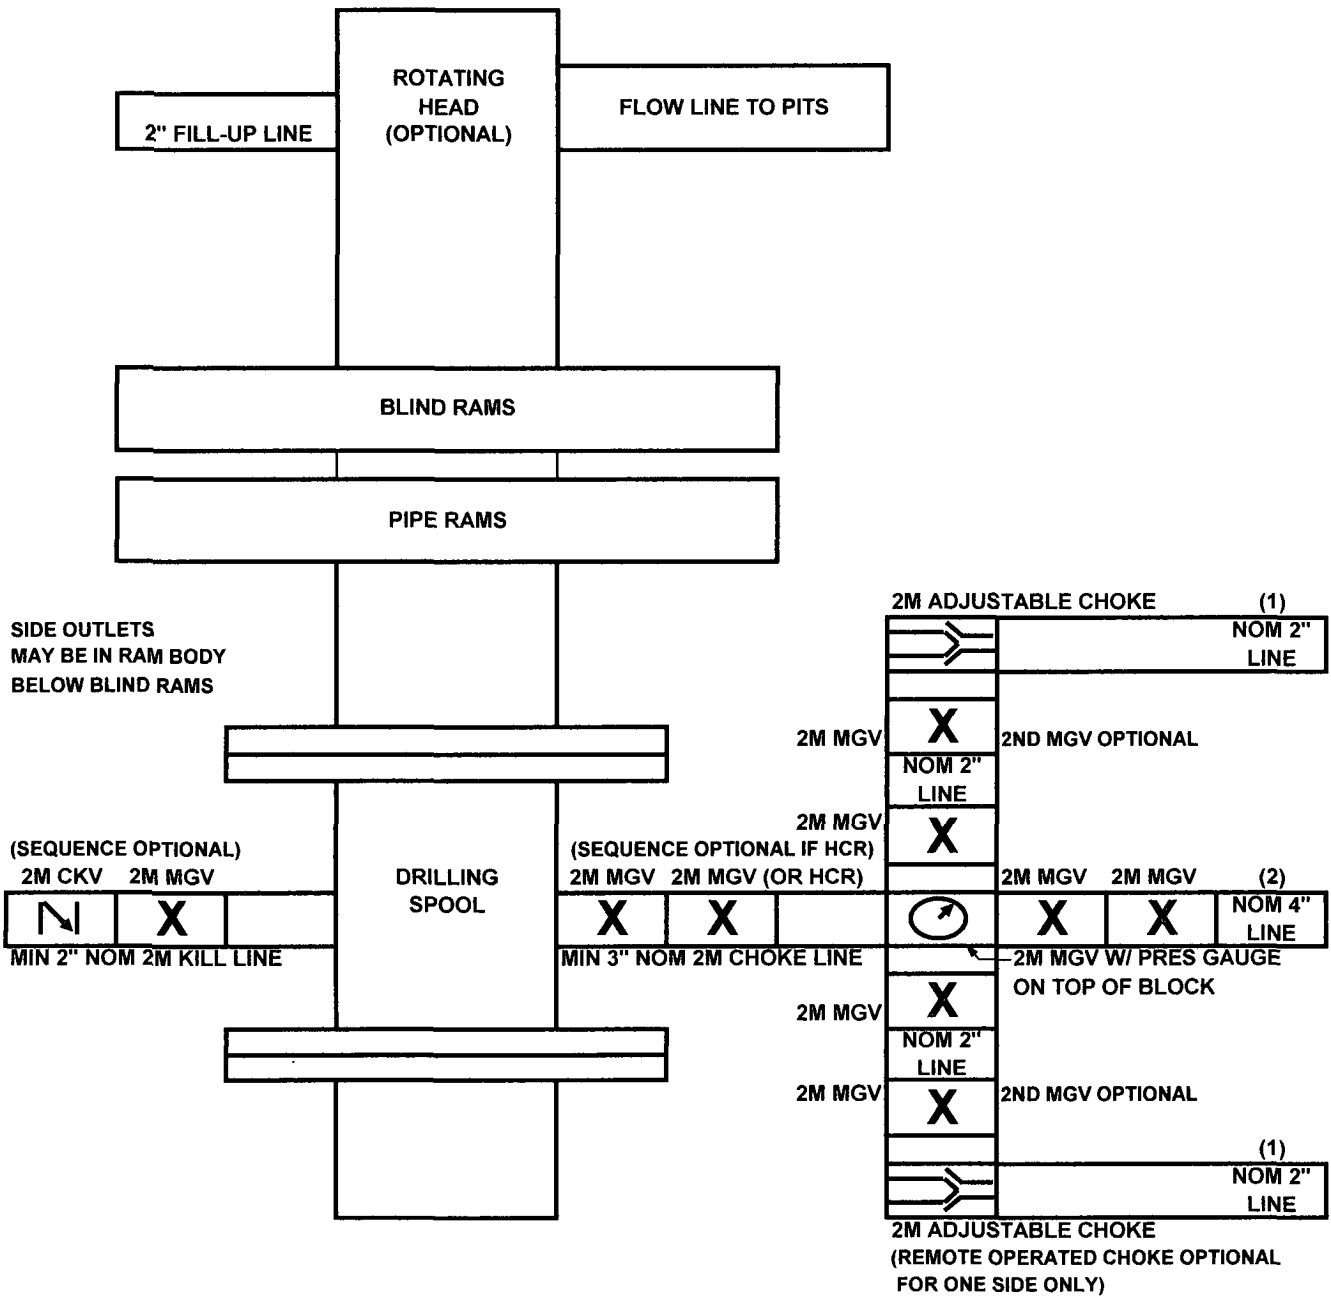 ROTATING
HEAD
(OPTIONAL)
FLOW LINE TO PITS
2" FILL-UP LINE
BLIND RAMS
PIPE RAMS
SIDE OUTLETS
MAY BE IN RAM BODY
BELOW BLIND RAMS
2M ADJUSTABLE CHOKE (1)
NOM 2"
LINE
2M MGV X 2ND MGV OPTIONAL
NOM 2"
LINE
2M MGV X
(SEQUENCE OPTIONAL)
2M CKV 2M MGV
X
MIN 2" NOM 2M KILL LINE
DRILLING
SPOOL
(SEQUENCE OPTIONAL IF HCR)
2M MGV 2M MGV (OR HCR)
X X
MIN 3" NOM 2M CHOKE LINE
2M MGV 2M MGV (2)
X X NOM 4"
LINE
2M MGV W/ PRES GAUGE
ON TOP OF BLOCK
2M MGV X
NOM 2"
LINE
2M MGV X 2ND MGV OPTIONAL
(1)
NOM 2"
LINE
2M ADJUSTABLE CHOKE
(REMOTE OPERATED CHOKE OPTIONAL
FOR ONE SIDE ONLY)